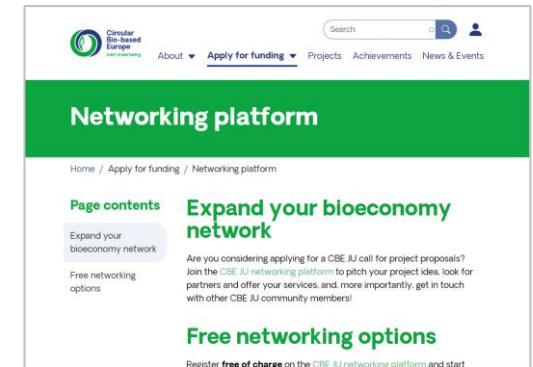 Circular
Bio-based
Europe
Joint Undertaking
Search
About
Apply for funding
Projects
Achievements
News & Events
Networking platform
Home / Apply for funding / Networking platform
Page contents
Expand your
bioeconomy network
Free networking
options
Expand your bioeconomy
network
Are you considering applying for a CBE JU call for project proposals?
Join the CBE JU networking platform to pitch your project idea, look for
partners and offer your services, and, more importantly, get in touch
with other CBE JU community members!
Free networking options
Register free of charge on the CBE JU networking platform and start